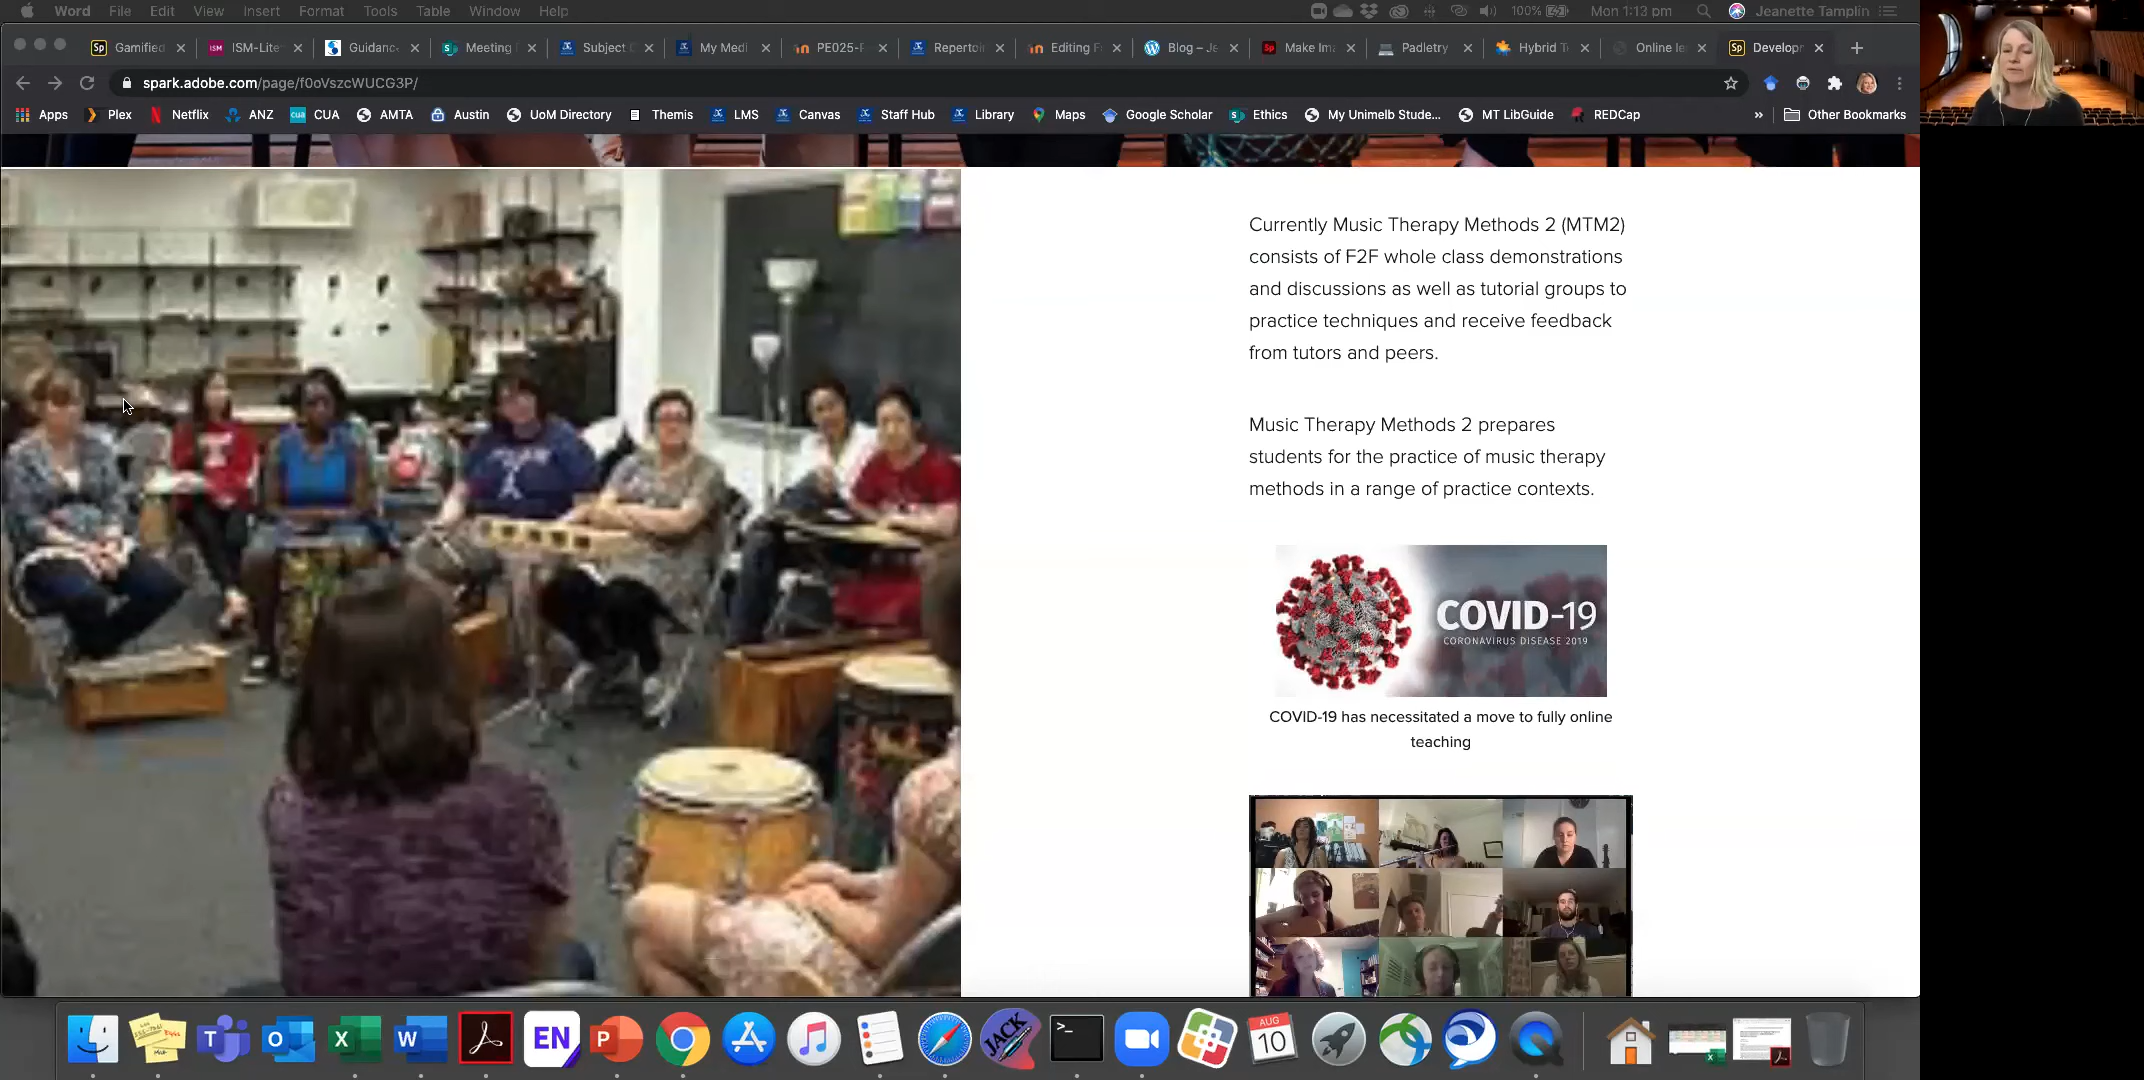 Word File Edit View Insert Format Tools Table Window Help 100% Mon 1:13 pm Jeanette Tamplin
Gamified ISM-Lite Guidanc Meeting Subject My Medi PE025- Repertoi Editing F Blog – Je Make Im Padletry Hybrid T Online le Develop
spark.adobe.com/page/f0oVszcWUCG3P/
Apps Plex Netflix ANZ CUA AMTA Austin UoM Directory Themis LMS Canvas Staff Hub Library Maps Google Scholar Ethics My Unimelb Stude... MT LibGuide REDCap » Other Bookmarks
Currently Music Therapy Methods 2 (MTM2)
consists of F2F whole class demonstrations
and discussions as well as tutorial groups to
practice techniques and receive feedback
from tutors and peers.
Music Therapy Methods 2 prepares
students for the practice of music therapy
methods in a range of practice contexts.
COVID-19
CORONAVIRUS DISEASE 2019
COVID-19 has necessitated a move to fully online
teaching
EN
JACK
AUG
10